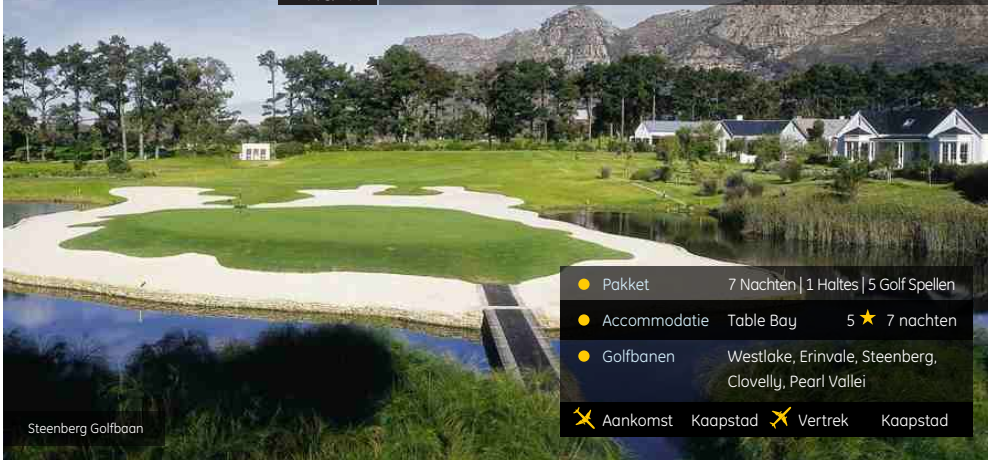 Pakket 7 Nachten | 1 Haltes | 5 Golf Spellen
Accommodatie Table Bay 5 ★ 7 nachten
Golfbanen Westlake, Erinvale, Steenberg,
Clovelly, Pearl Vallei
Aankomst Kaapstad Vertrek Kaapstad
Steenberg Golfbaan